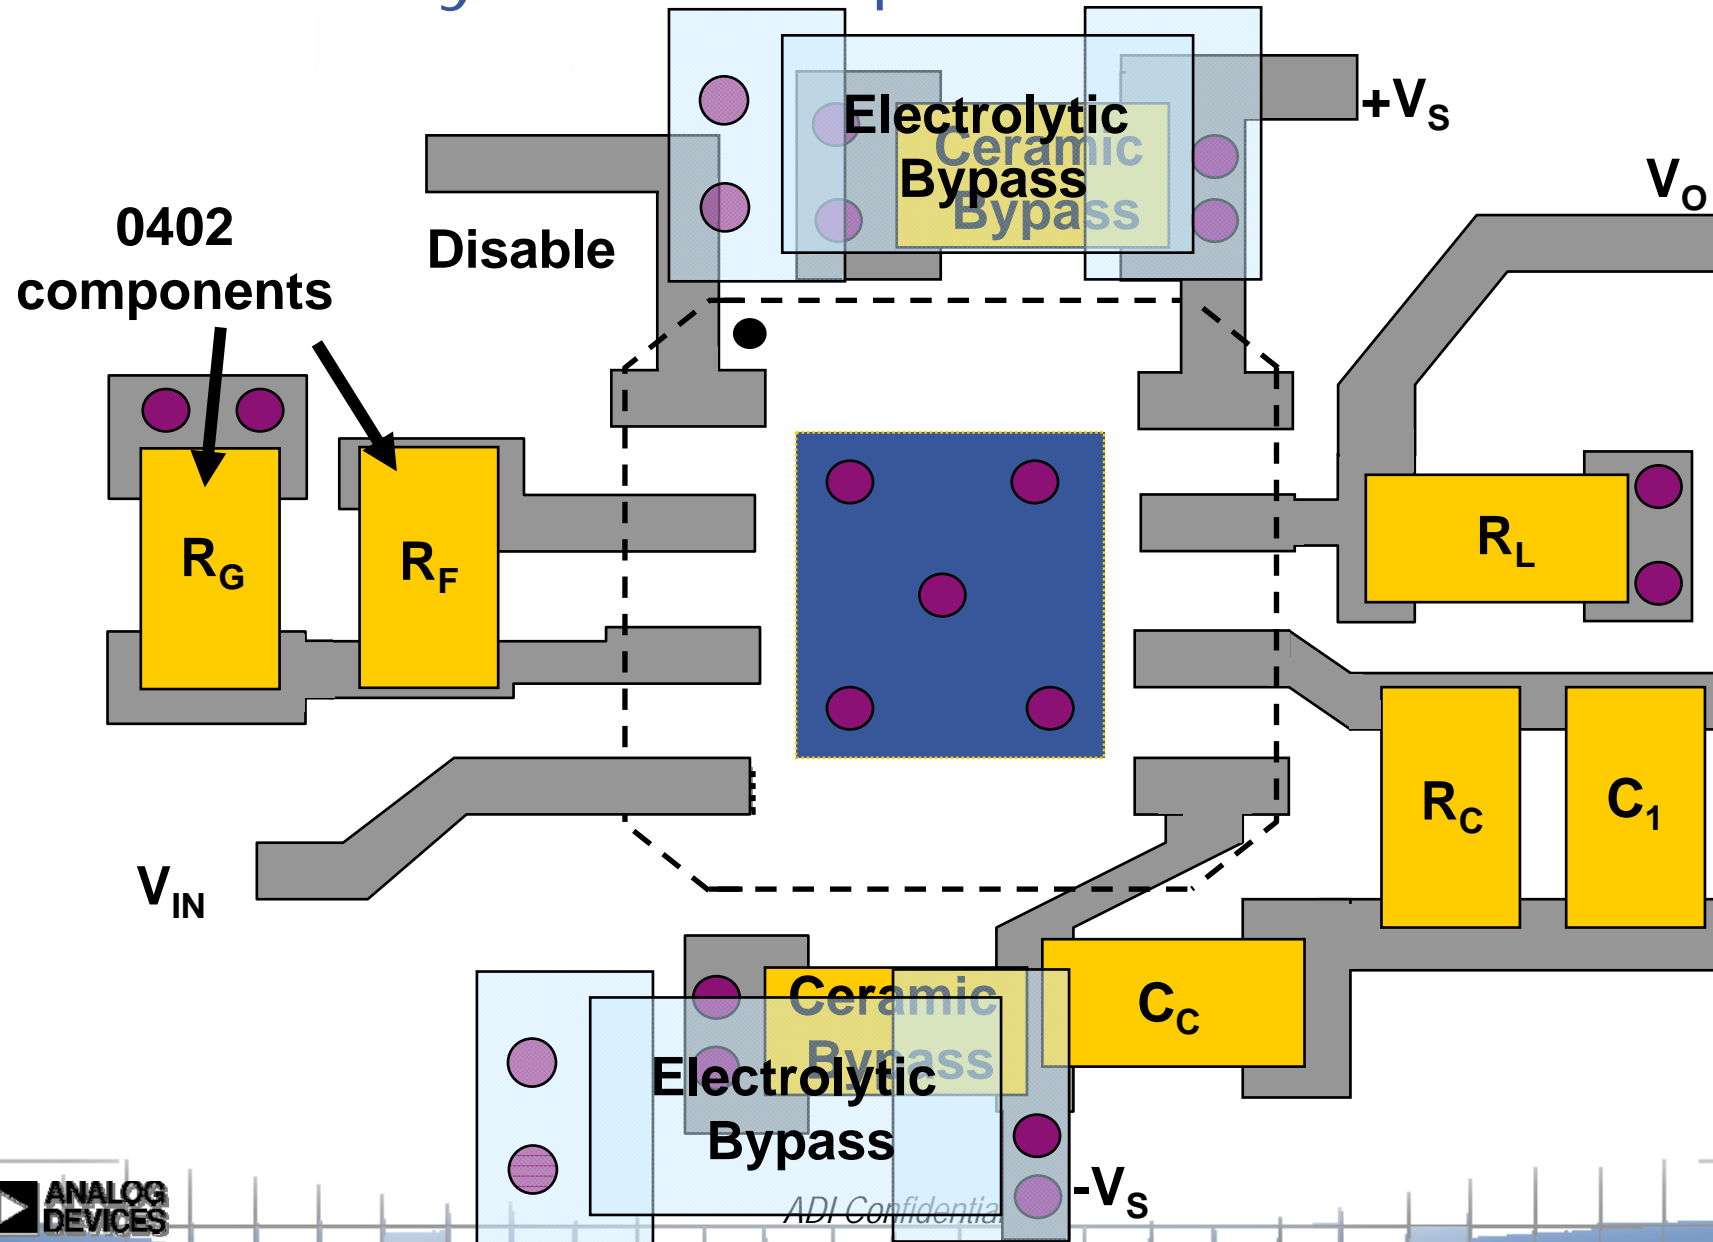 +VS
Electrolytic
Bypass
Ceramic
Bypass
VO
0402
components
Disable
RG
RF
RL
RC
C1
VIN
CC
Ceramic
Bypass
Electrolytic
Bypass
-VS
ANALOG
DEVICES
ADI Confidential